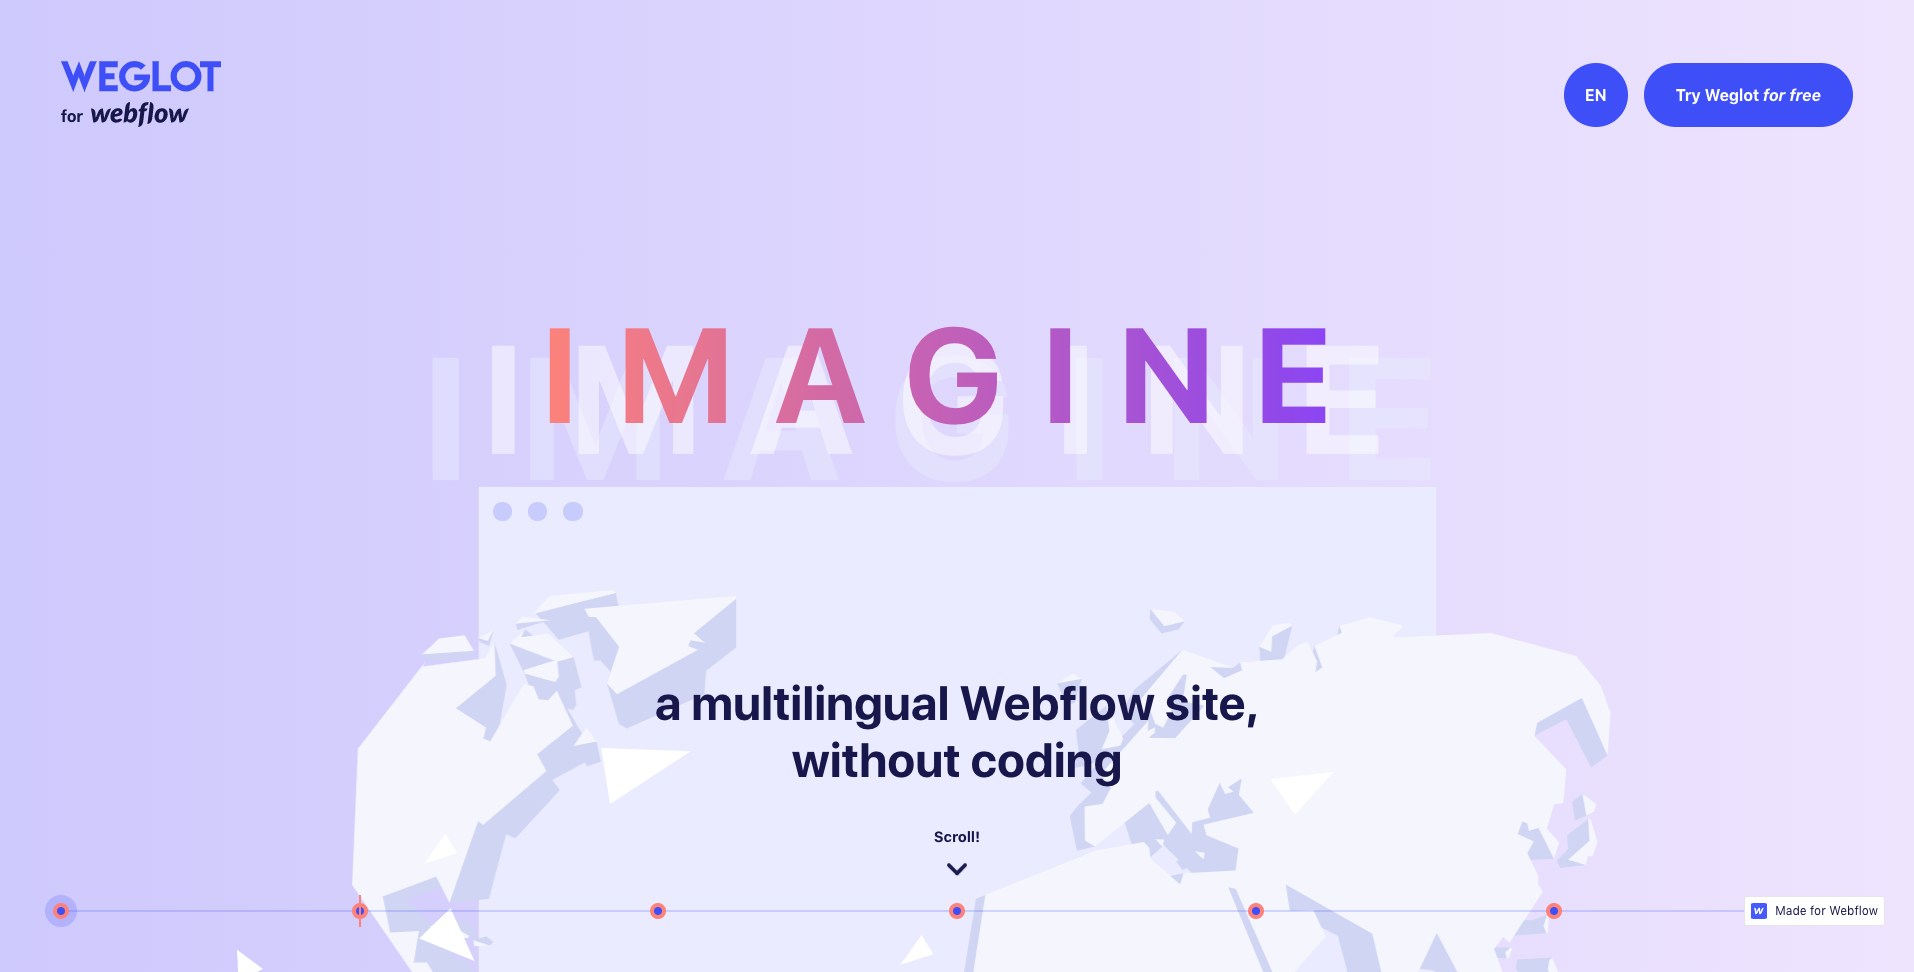 WEGLOT
for webflow
EN
Try Weglot for free
IMAGINE
a multilingual Webflow site,
without coding
Scroll!
Made for Webflow